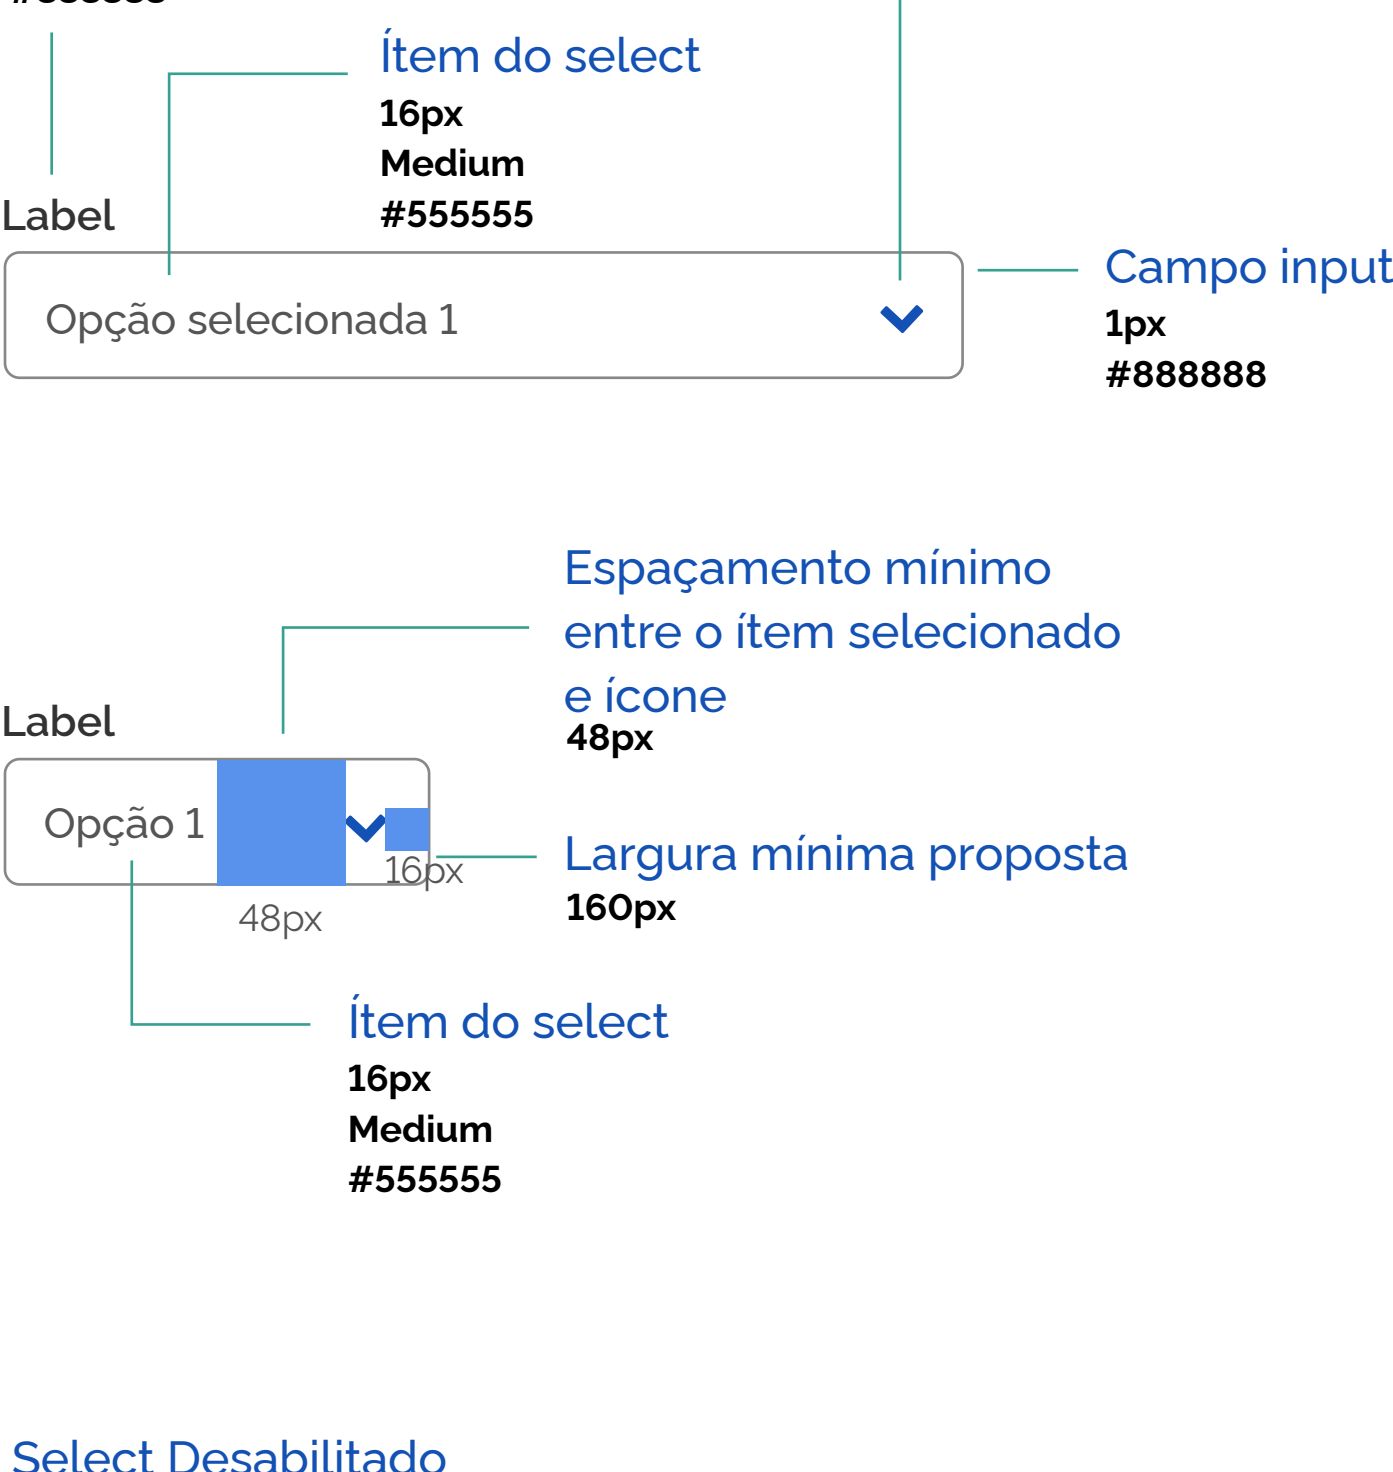 Ítem do select
16px
Medium
#555555
Label
Opção selecionada 1
Campo input
1px
#888888
Espaçamento mínimo
entre o ítem selecionado
e ícone
48px
Label
Opção 1
16px
48px
Largura mínima proposta
160px
Ítem do select
16px
Medium
#555555
Select Desabilitado